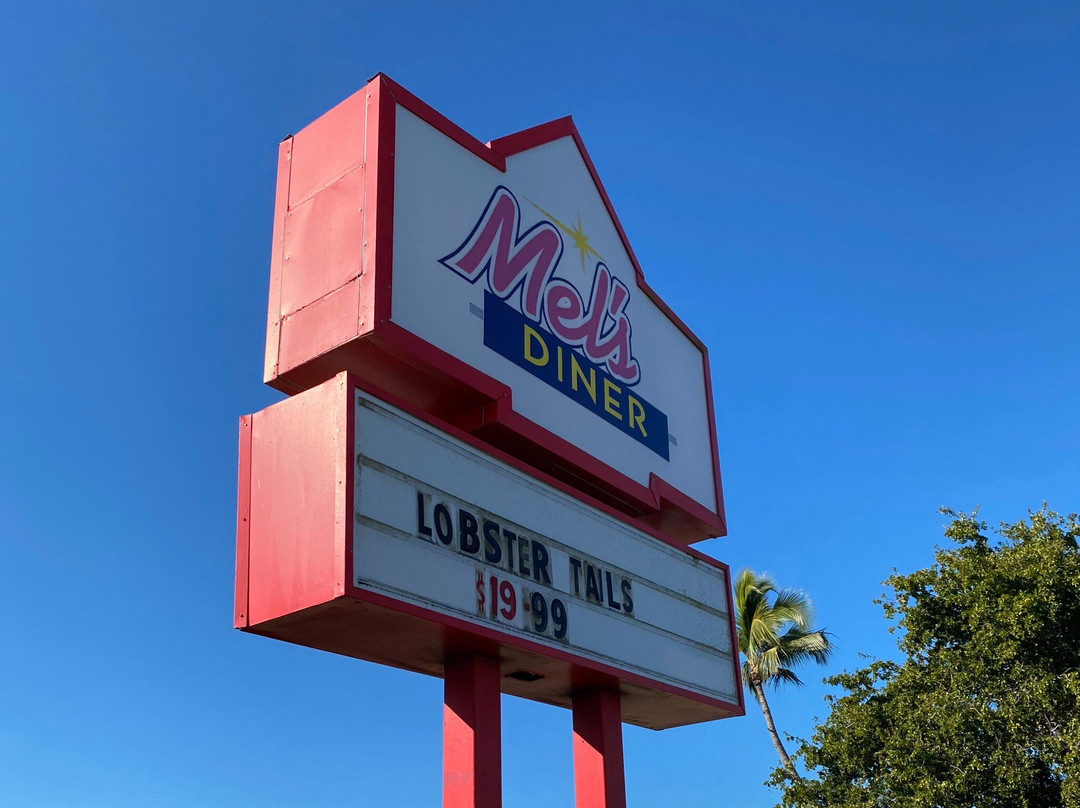 Mel's
DINER
LOBSTER TAILS
$19.99